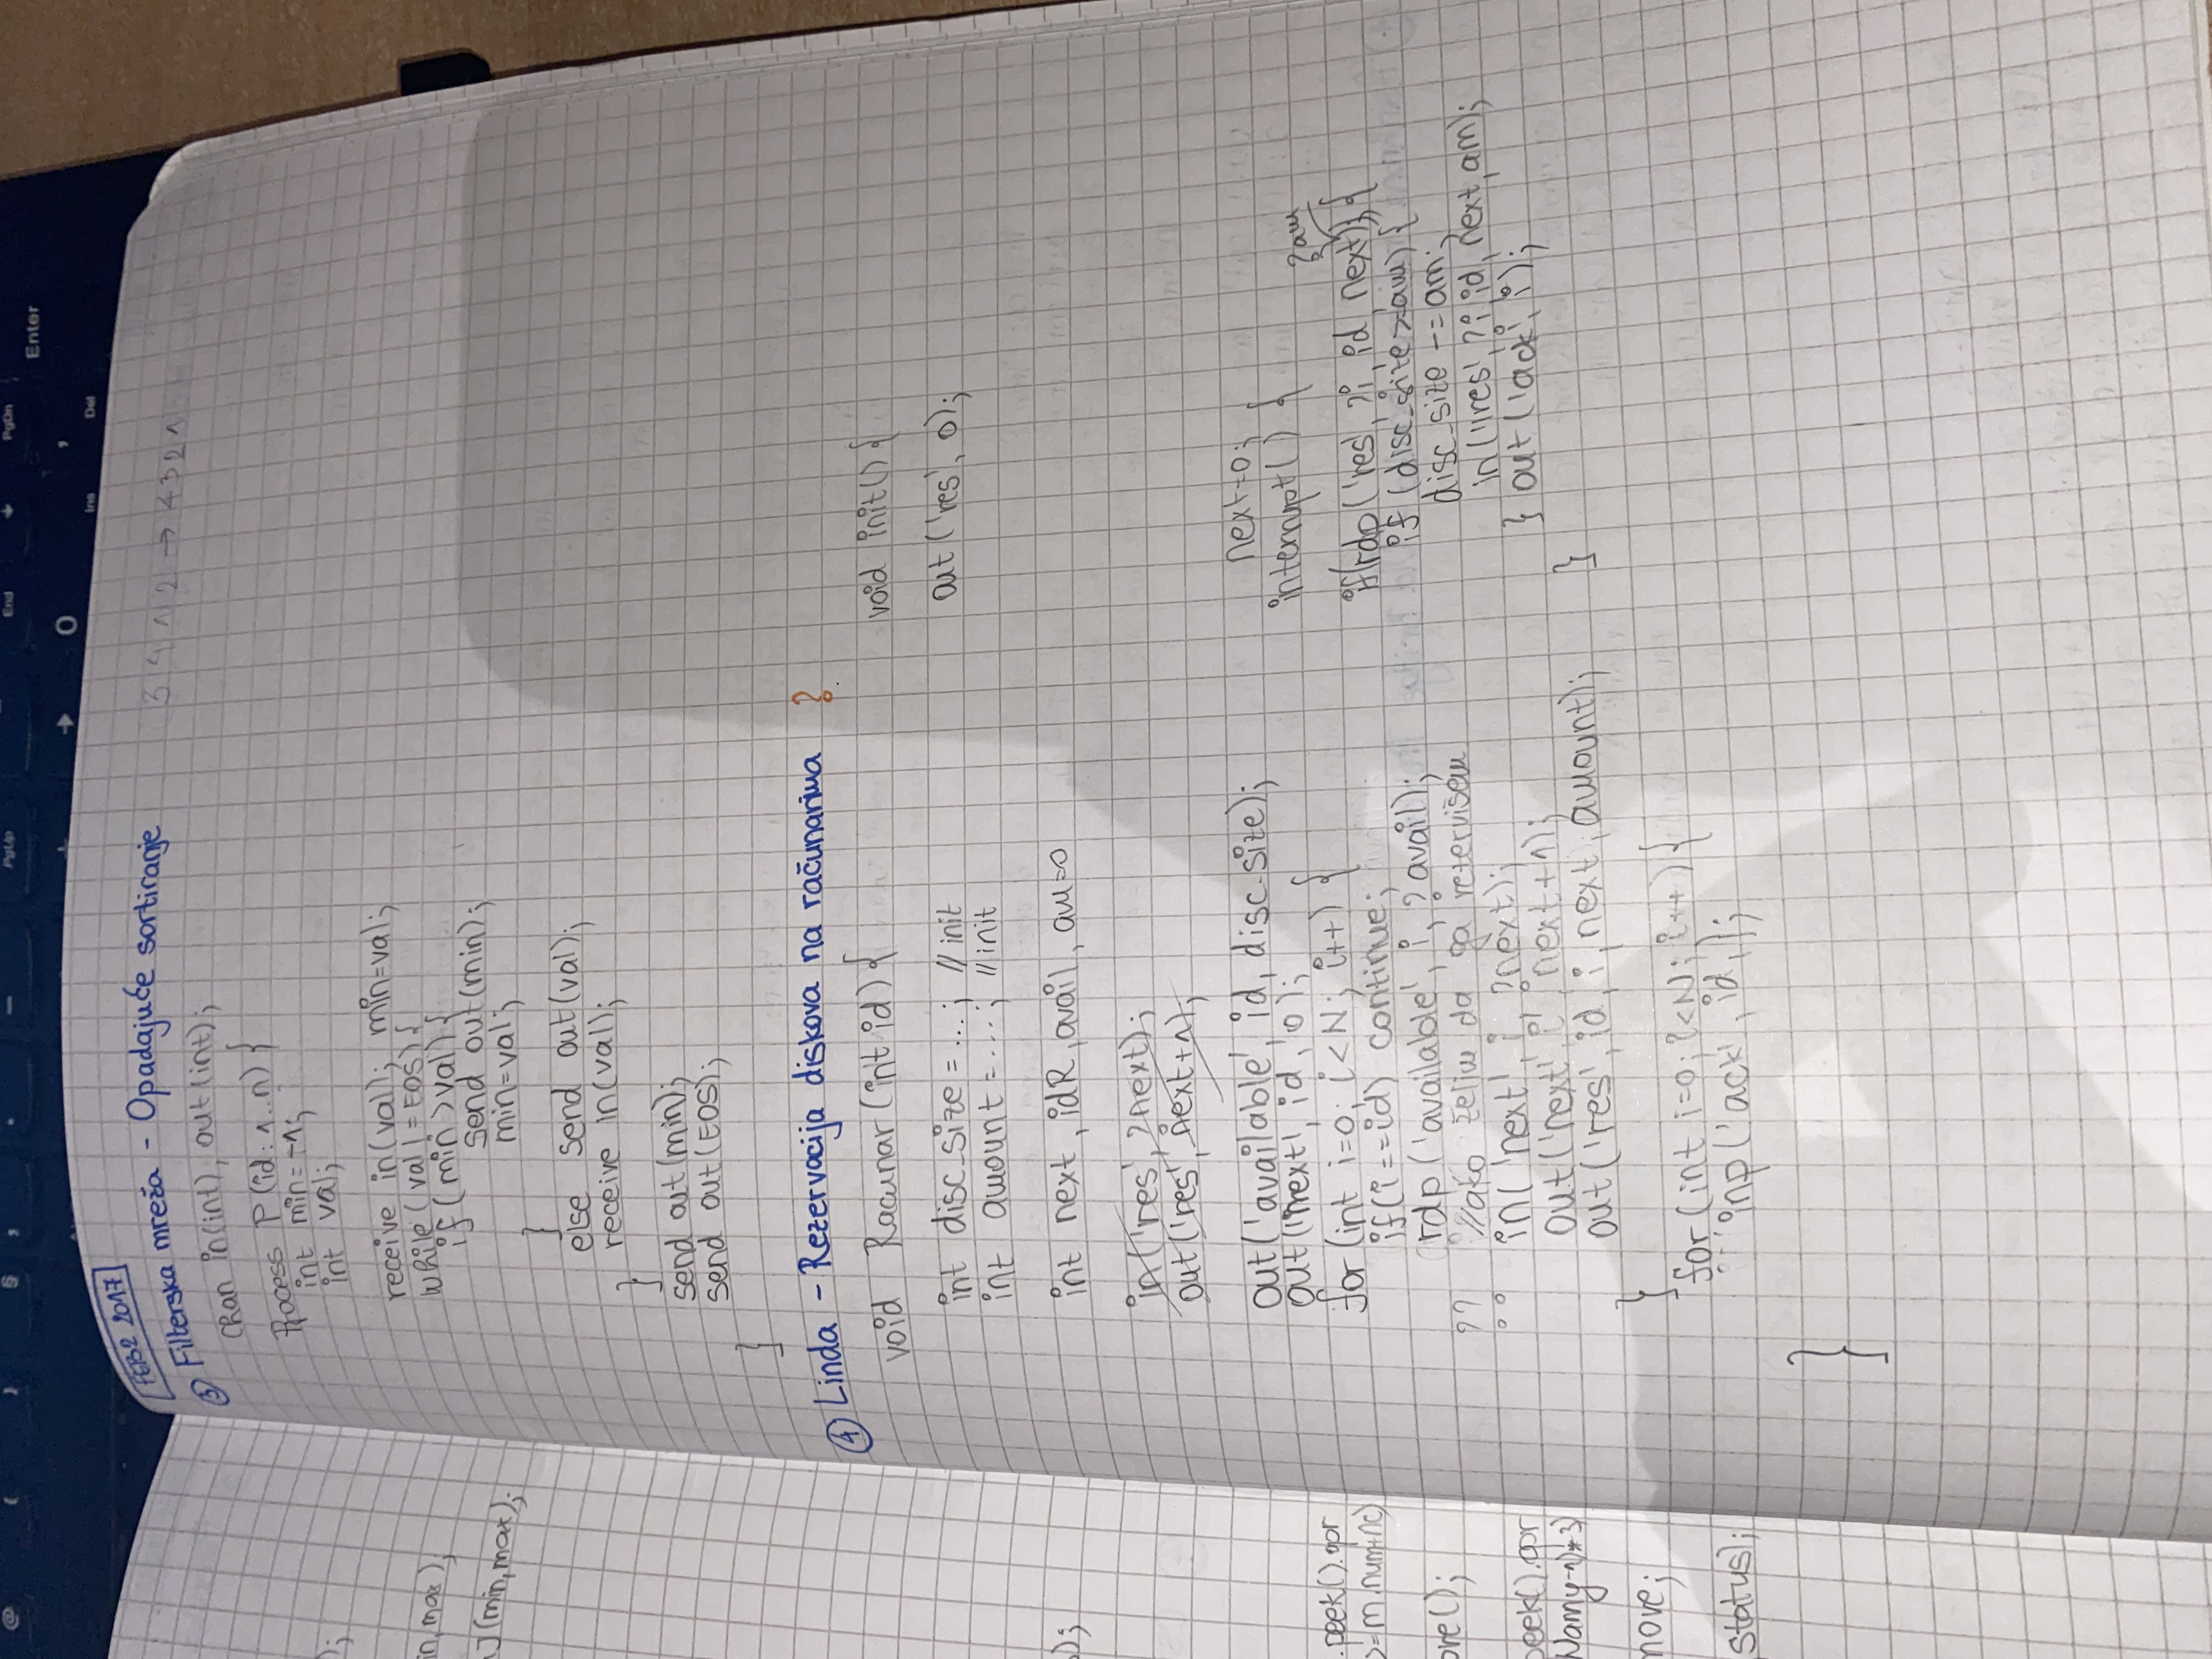 @
PgUp
End
PgDn
Enter
0
Ins
Del
FEB2 2017
③ Filterska mreža - Opadajuće sortiranje
3 4 1 2 → 4 3 2 1
chan in(int), out(int);
Process P(id: 1..n) {
int min=-1;
int val;
receive in(val); min=val;
while(val!=EOS){
if(min>val){
send out(min);
min=val;
}
else send out(val);
receive in(val);
}
send out(min);
send out(EOS);
}
④ Linda - Rezervacija diskova na računarima ?
void Racunar(int id){
int disc_size=...; //init
int amount=....; //init
int next, idR, avail, am=0
in('res', ?next);
out('res', next+1);
out('available', id, disc_size);
out('next', id, 0);
for(int i=0; i<N; i++) {
if(i==id) continue;
rdp('available', i, ?avail);
?? //ako želim da ga rezervišem
in('next', i, ?next);
out('next', i, next+1);
out('res', id, i, next, amount);
}
for(int i=0; i<N; i++){
inp('ack', id,);
}
void init(){
out('res', 0);
next=0;
interrupt() {
?am
if(rdp('res', ?i, id, next)){
if(disc_size>=am){
disc_size -= am;
in('res', ?i, id, next, am);
} out('ack', i);
}
);
in,max);
](min,max);
);
.peek().gpr
>=m.num+nc)
ore();
peek().gpr
Namy-1)*3)
move;
status);